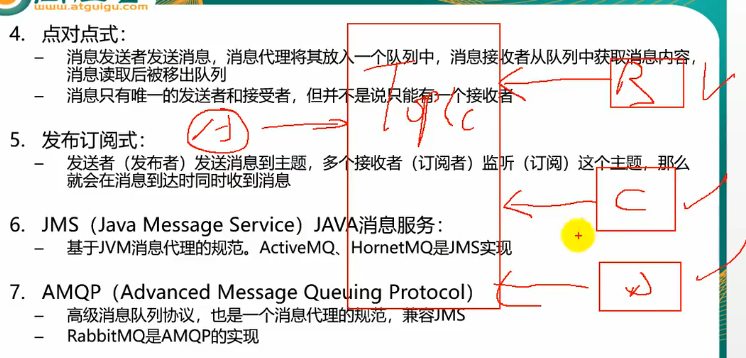 www.atguigu.com
4. 点对点式：
– 消息发送者发送消息，消息代理将其放入一个队列中，消息接收者从队列中获取消息内容，
消息读取后被移出队列
– 消息只有唯一的发送者和接受者，但并不是说只能有一个接收者
A
Topic
B
5. 发布订阅式：
– 发送者（发布者）发送消息到主题，多个接收者（订阅者）监听（订阅）这个主题，那么
就会在消息到达时同时收到消息
C
6. JMS（Java Message Service）JAVA消息服务：
– 基于JVM消息代理的规范。ActiveMQ、HornetMQ是JMS实现
D
7. AMQP（Advanced Message Queuing Protocol）
– 高级消息队列协议，也是一个消息代理的规范，兼容JMS
– RabbitMQ是AMQP的实现